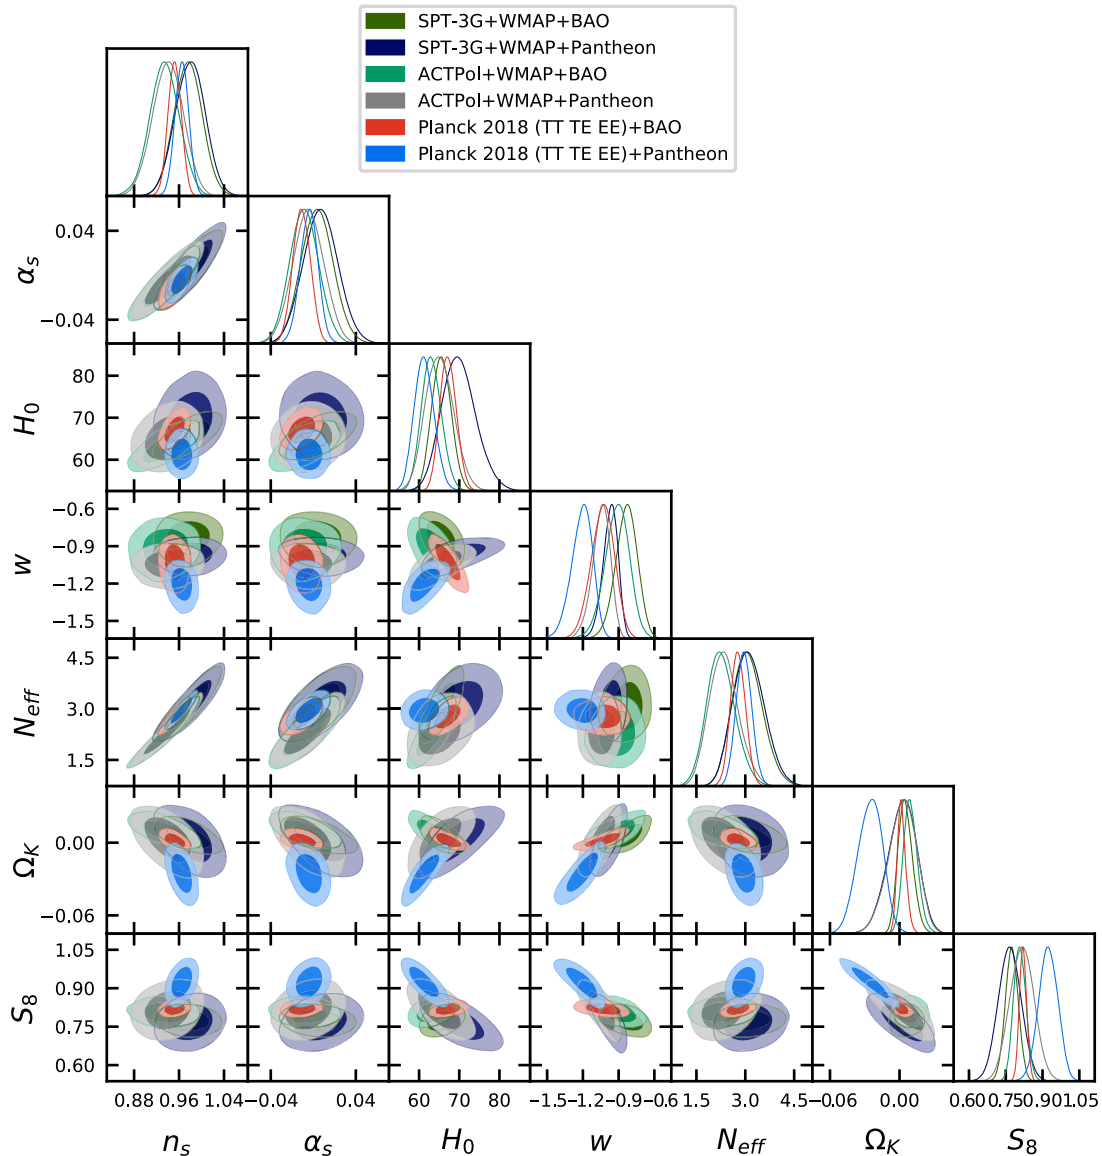 SPT-3G+WMAP+BAO
SPT-3G+WMAP+Pantheon
ACTPol+WMAP+BAO
ACTPol+WMAP+Pantheon
Planck 2018 (TT TE EE)+BAO
Planck 2018 (TT TE EE)+Pantheon
0.04
−0.04
α_s
80
70
60
H_0
−0.6
−0.9
−1.2
−1.5
w
4.5
3.0
1.5
N_eff
0.00
−0.06
Ω_K
1.05
0.90
0.75
0.60
S_8
0.88 0.96 1.04 −0.04 0.04 60 70 80 −1.5 −1.2 −0.9 −0.6 1.5 3.0 4.5 −0.06 0.00 0.60 0.75 0.90 1.05
n_s α_s H_0 w N_eff Ω_K S_8